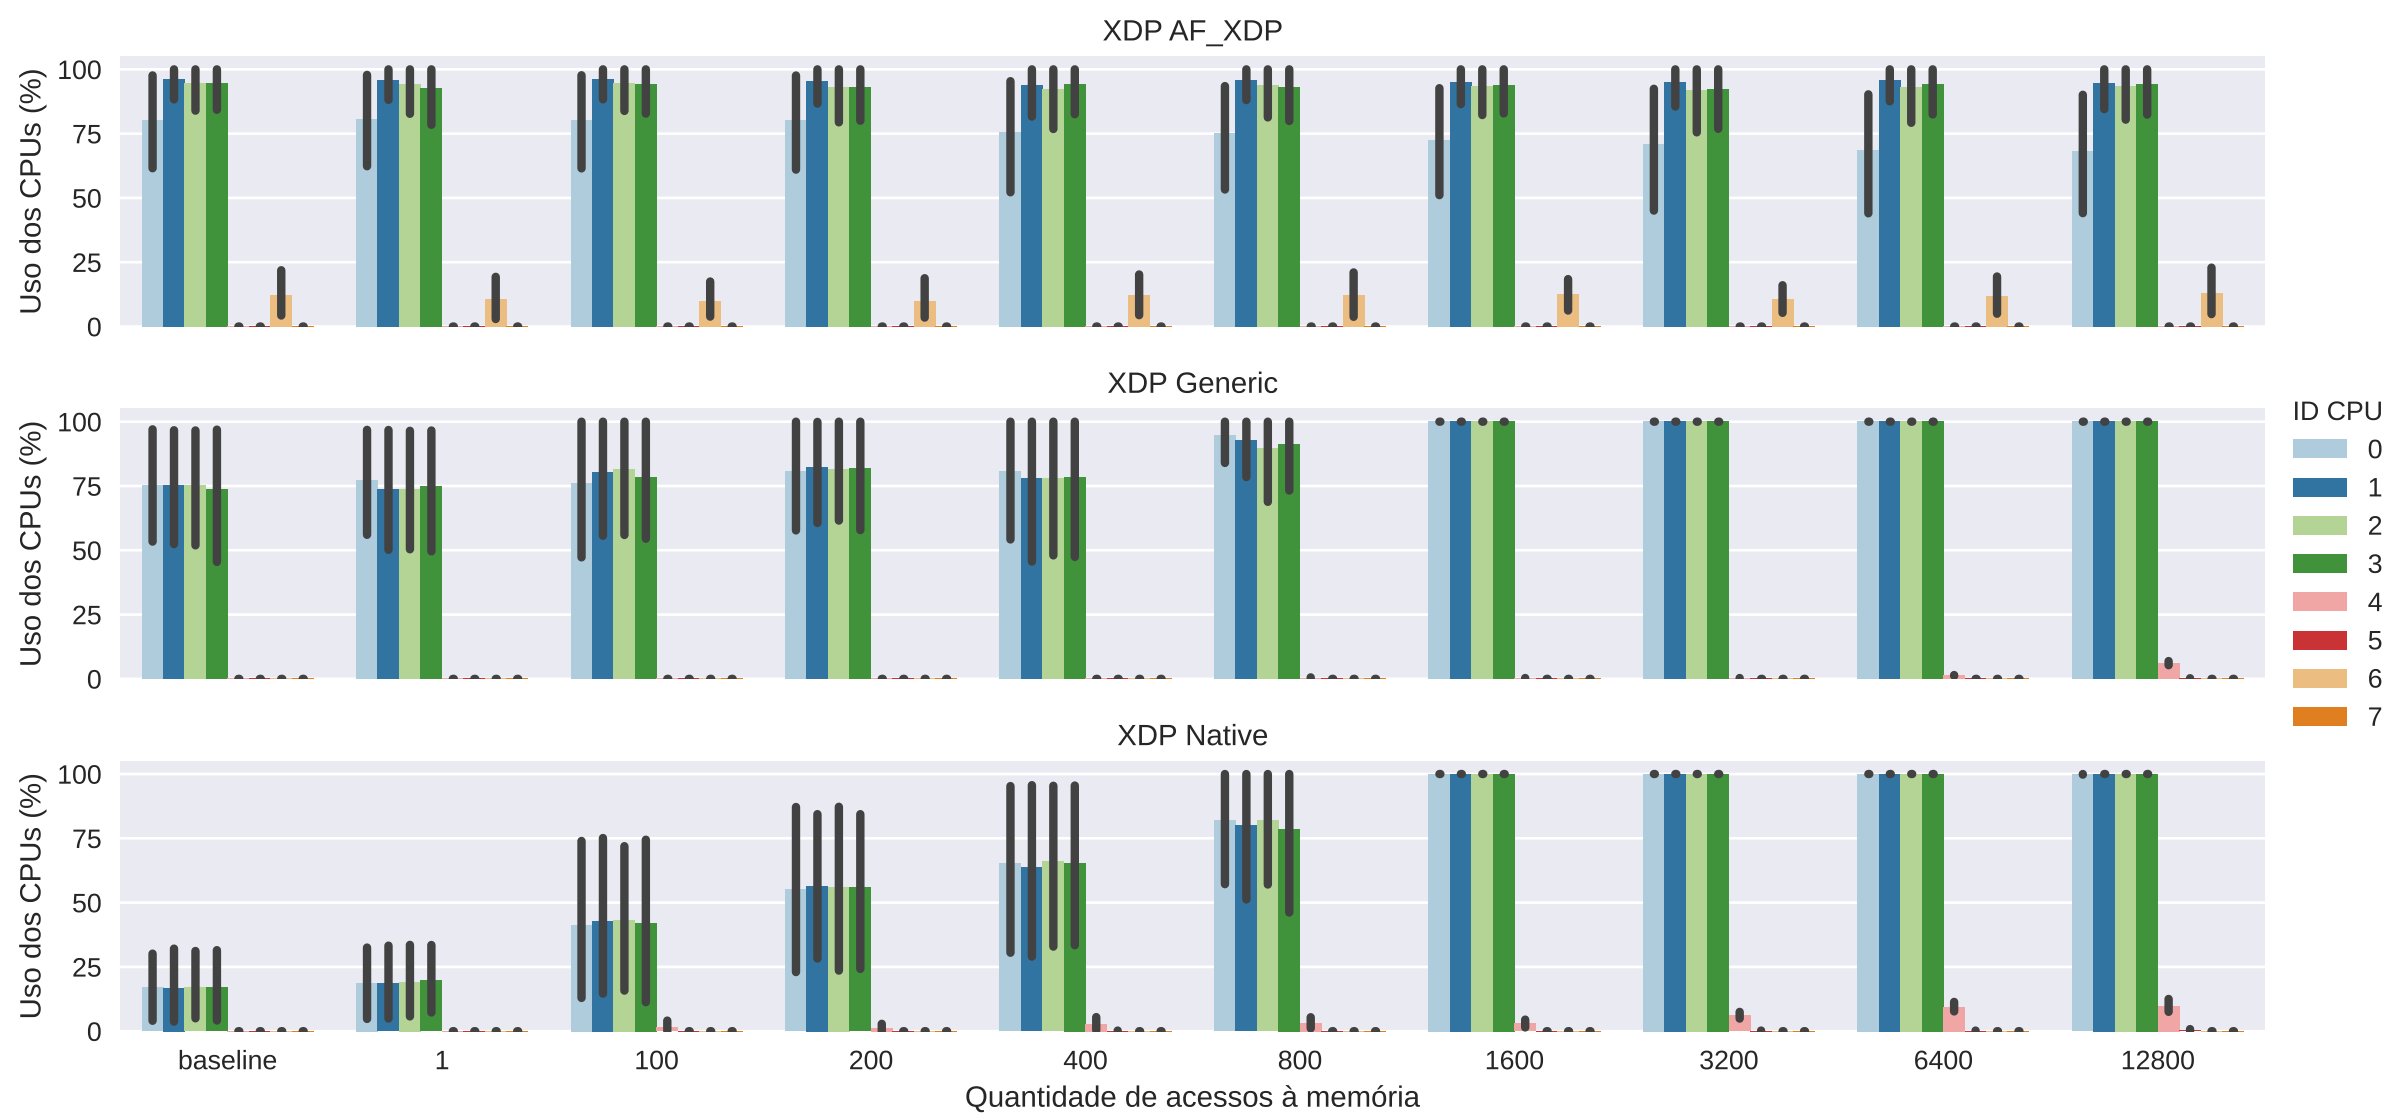 XDP AF_XDP
Uso dos CPUs (%)
100
75
50
25
0
XDP Generic
Uso dos CPUs (%)
100
75
50
25
0
ID CPU
0
1
2
3
4
5
6
7
XDP Native
Uso dos CPUs (%)
100
75
50
25
0
baseline 1 100 200 400 800 1600 3200 6400 12800
Quantidade de acessos à memória